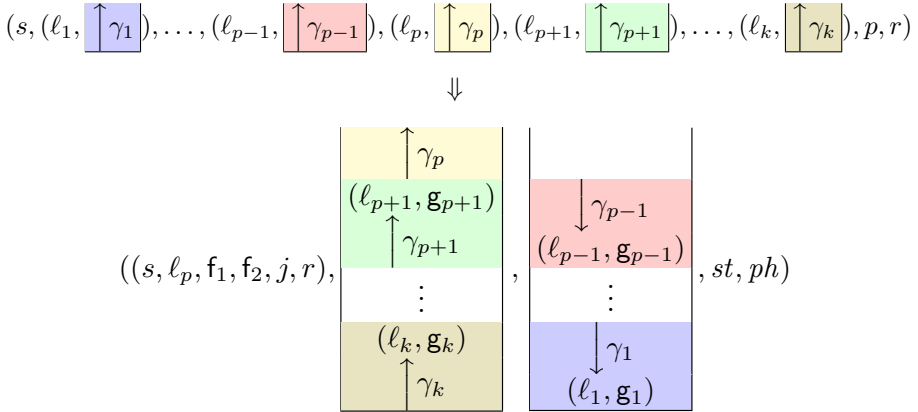 (s, (ℓ₁, ↑ γ₁), …, (ℓₚ₋₁, ↑ γₚ₋₁), (ℓₚ, ↑ γₚ), (ℓₚ₊₁, ↑ γₚ₊₁), …, (ℓₖ, ↑ γₖ), p, r)
⇓
((s, ℓₚ, f₁, f₂, j, r),
↑ γₚ
(ℓₚ₊₁, gₚ₊₁)
↑ γₚ₊₁
⋮
(ℓₖ, gₖ)
↑ γₖ
,
↓ γₚ₋₁
(ℓₚ₋₁, gₚ₋₁)
⋮
↓ γ₁
(ℓ₁, g₁)
, st, ph)